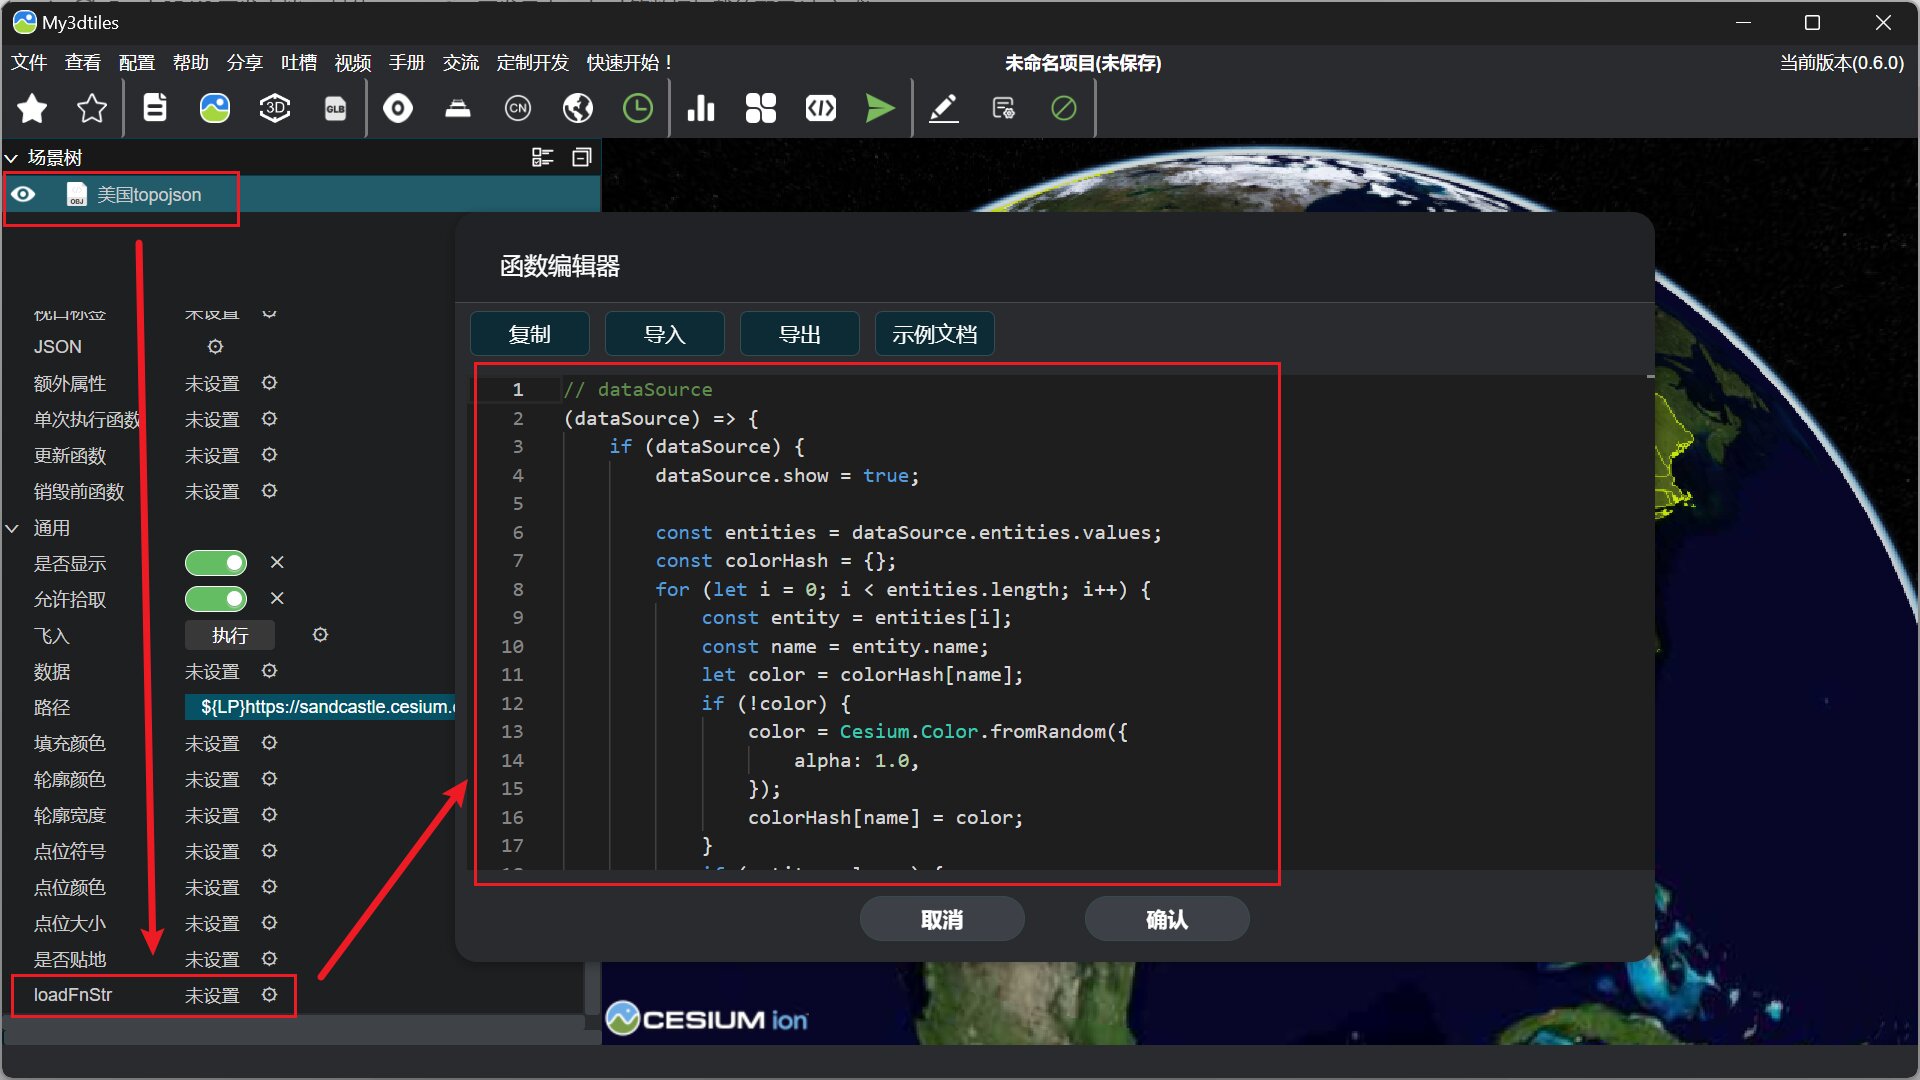 My3dtiles
文件 查看 配置 帮助 分享 吐槽 视频 手册 交流 定制开发 快速开始！ 未命名项目(未保存) 当前版本(0.6.0)
3D GLB CN
场景树
OBJ 美国topojson
视口标签 未设置
JSON
额外属性 未设置
单次执行函数 未设置
更新函数 未设置
销毁前函数 未设置
通用
是否显示
允许拾取
飞入 执行
数据 未设置
路径 ${LP}https://sandcastle.cesium.
填充颜色 未设置
轮廓颜色 未设置
轮廓宽度 未设置
点位符号 未设置
点位颜色 未设置
点位大小 未设置
是否贴地 未设置
loadFnStr 未设置
函数编辑器
复制 导入 导出 示例文档
1 // dataSource
2 (dataSource) => {
3 if (dataSource) {
4 dataSource.show = true;
5
6 const entities = dataSource.entities.values;
7 const colorHash = {};
8 for (let i = 0; i < entities.length; i++) {
9 const entity = entities[i];
10 const name = entity.name;
11 let color = colorHash[name];
12 if (!color) {
13 color = Cesium.Color.fromRandom({
14 alpha: 1.0,
15 });
16 colorHash[name] = color;
17 }
取消 确认
CESIUM ion